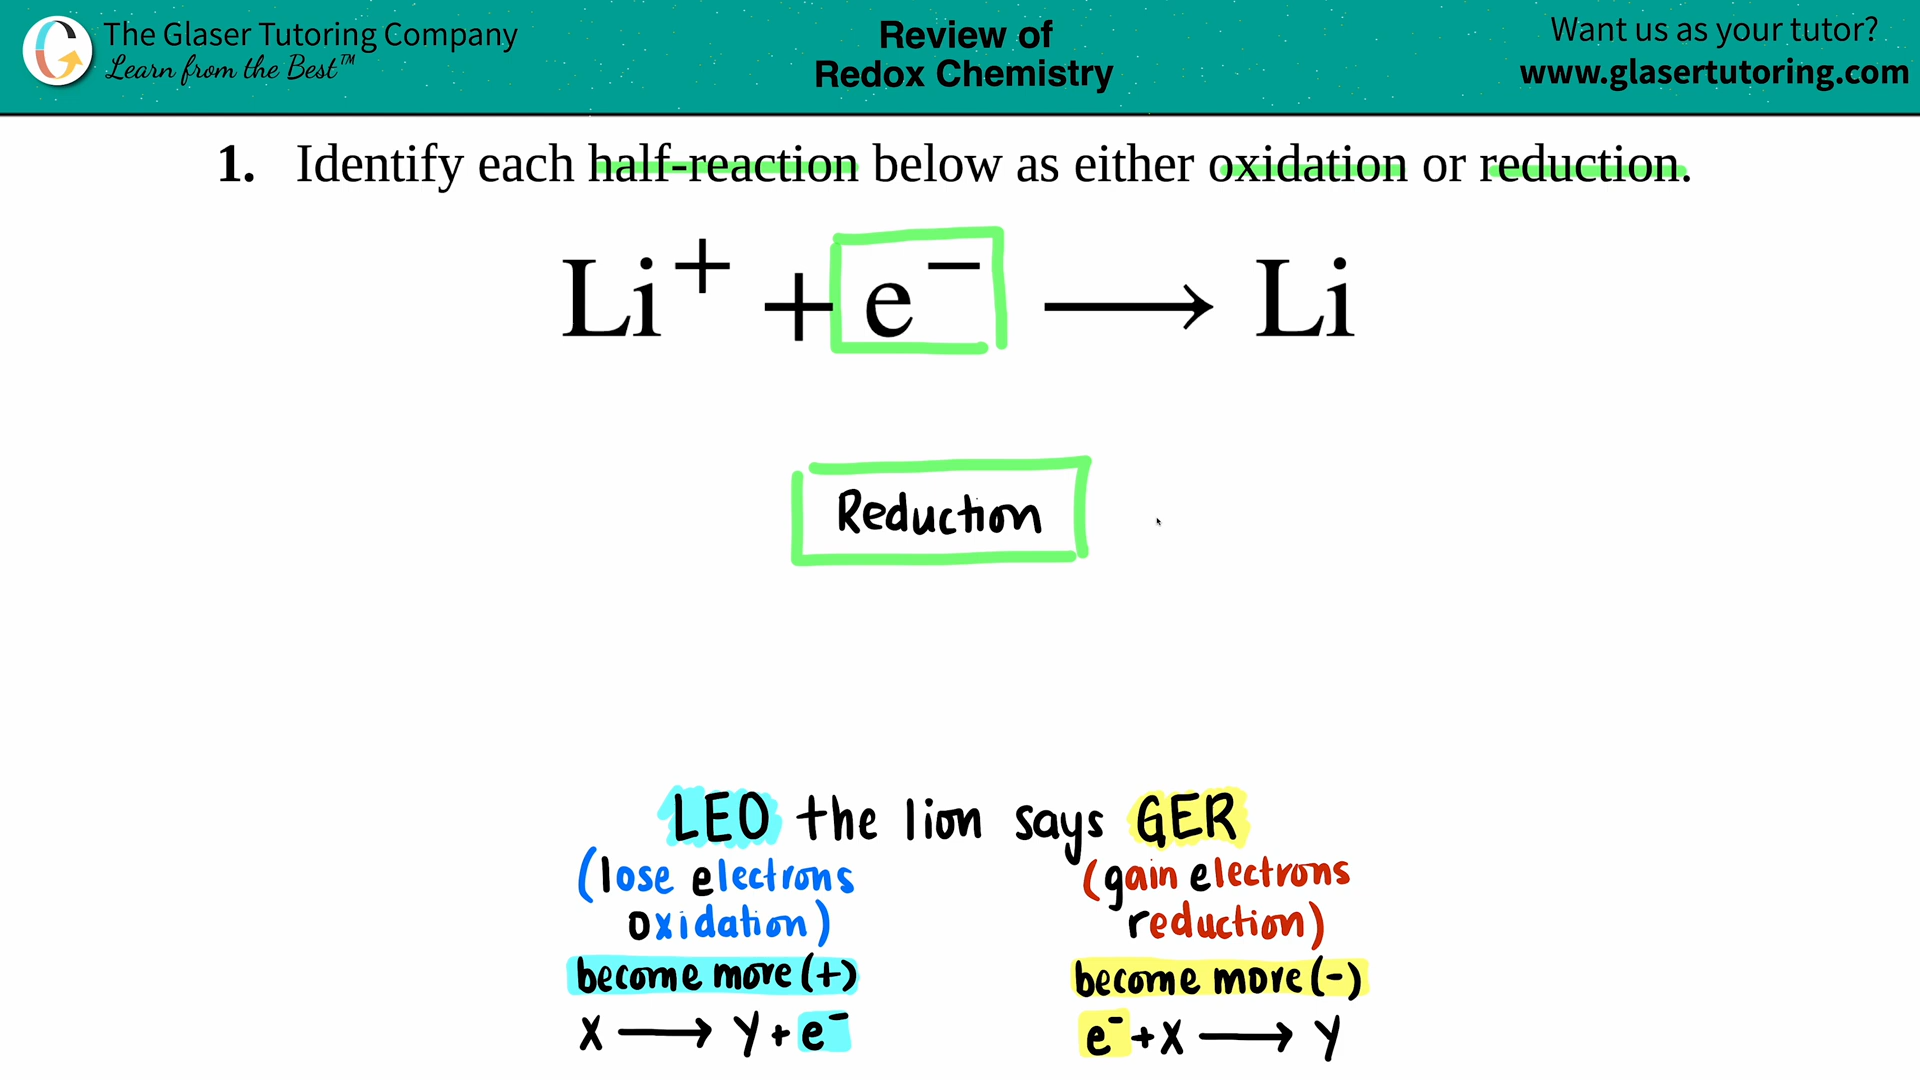 The Glaser Tutoring Company
Learn from the Best™
Review of
Redox Chemistry
Want us as your tutor?
www.glasertutoring.com
1. Identify each half-reaction below as either oxidation or reduction.
Li⁺ + e⁻ ⟶ Li
Reduction
LEO the lion says GER
(lose electrons
oxidation)
become more (+)
X ⟶ Y + e⁻
(gain electrons
reduction)
become more (-)
e⁻ + X ⟶ Y